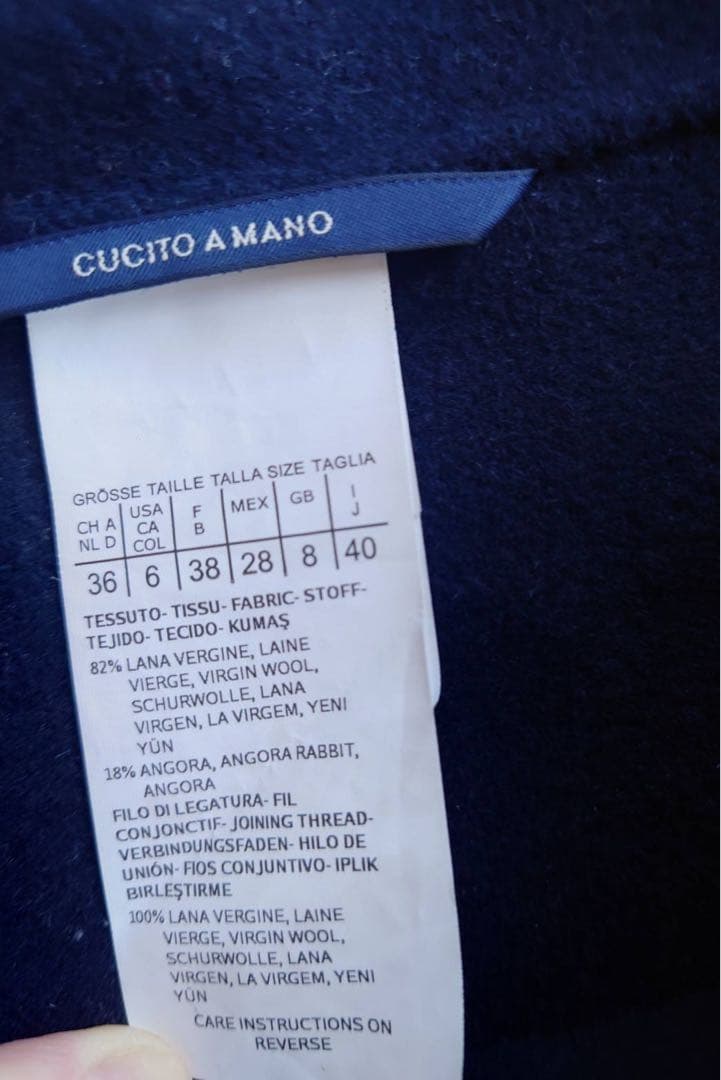 CUCITO A MANO
GRÖSSE TAILLE TALLA SIZE TAGLIA
CH A NL D | USA CA COL | F B | MEX | GB | I J
36 | 6 | 38 | 28 | 8 | 40
TESSUTO- TISSU- FABRIC- STOFF-
TEJIDO- TECIDO- KUMAŞ
82% LANA VERGINE, LAINE
VIERGE, VIRGIN WOOL,
SCHURWOLLE, LANA
VIRGEN, LA VIRGEM, YENI
YÜN
18% ANGORA, ANGORA RABBIT,
ANGORA
FILO DI LEGATURA- FIL
CONJONCTIF- JOINING THREAD-
VERBINDUNGSFADEN- HILO DE
UNIÓN- FIOS CONJUNTIVO- IPLIK
BIRLEŞTIRME
100% LANA VERGINE, LAINE
VIERGE, VIRGIN WOOL,
SCHURWOLLE, LANA
VIRGEN, LA VIRGEM, YENI
YÜN
CARE INSTRUCTIONS ON
REVERSE